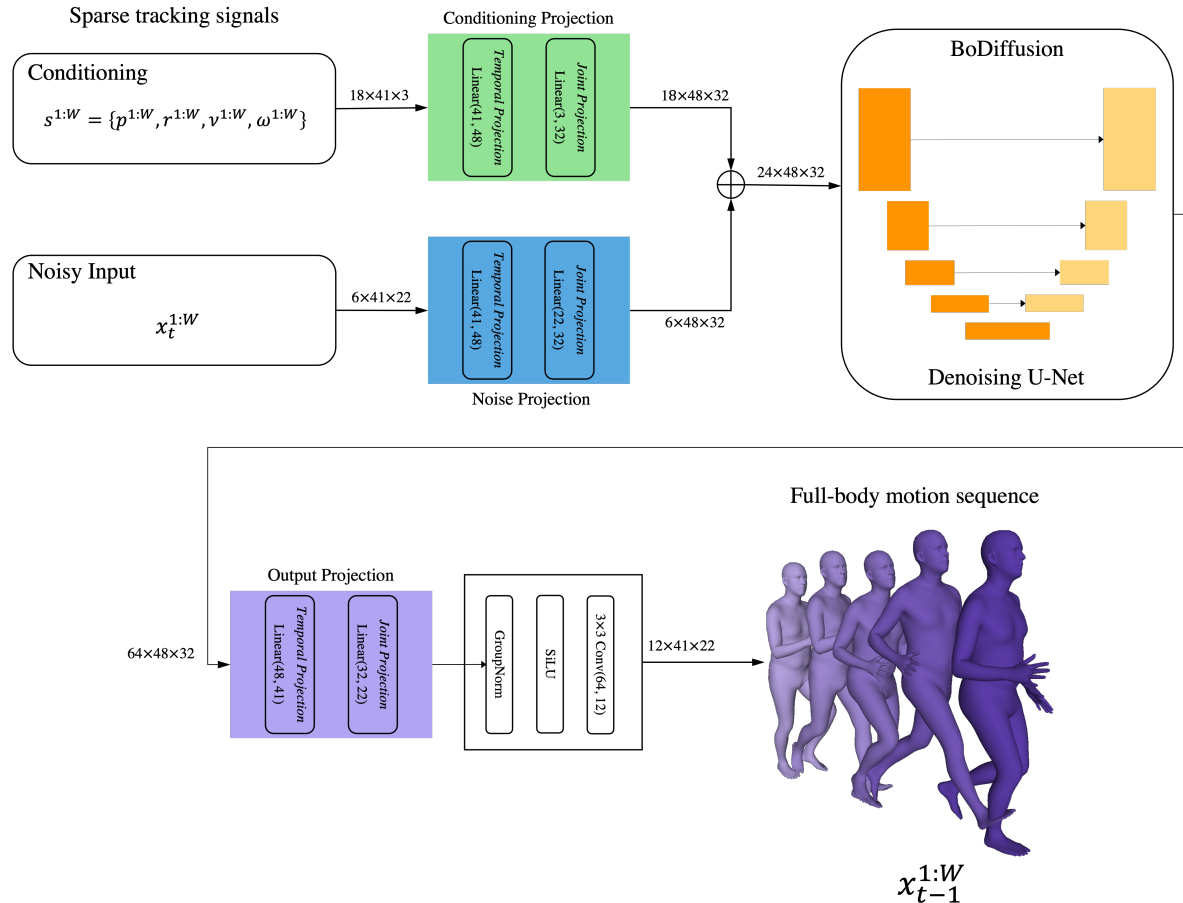 Sparse tracking signals
Conditioning
$s^{1:W} = \{p^{1:W}, r^{1:W}, v^{1:W}, \omega^{1:W}\}$
18×41×3
Conditioning Projection
Temporal Projection
Linear(41, 48)
Joint Projection
Linear(3, 32)
18×48×32
Noisy Input
$x_t^{1:W}$
6×41×22
Temporal Projection
Linear(41, 48)
Joint Projection
Linear(22, 32)
Noise Projection
6×48×32
24×48×32
BoDiffusion
Denoising U-Net
64×48×32
Output Projection
Temporal Projection
Linear(48, 41)
Joint Projection
Linear(32, 22)
GroupNorm
SiLU
3×3 Conv(64, 12)
12×41×22
Full-body motion sequence
$x_{t-1}^{1:W}$